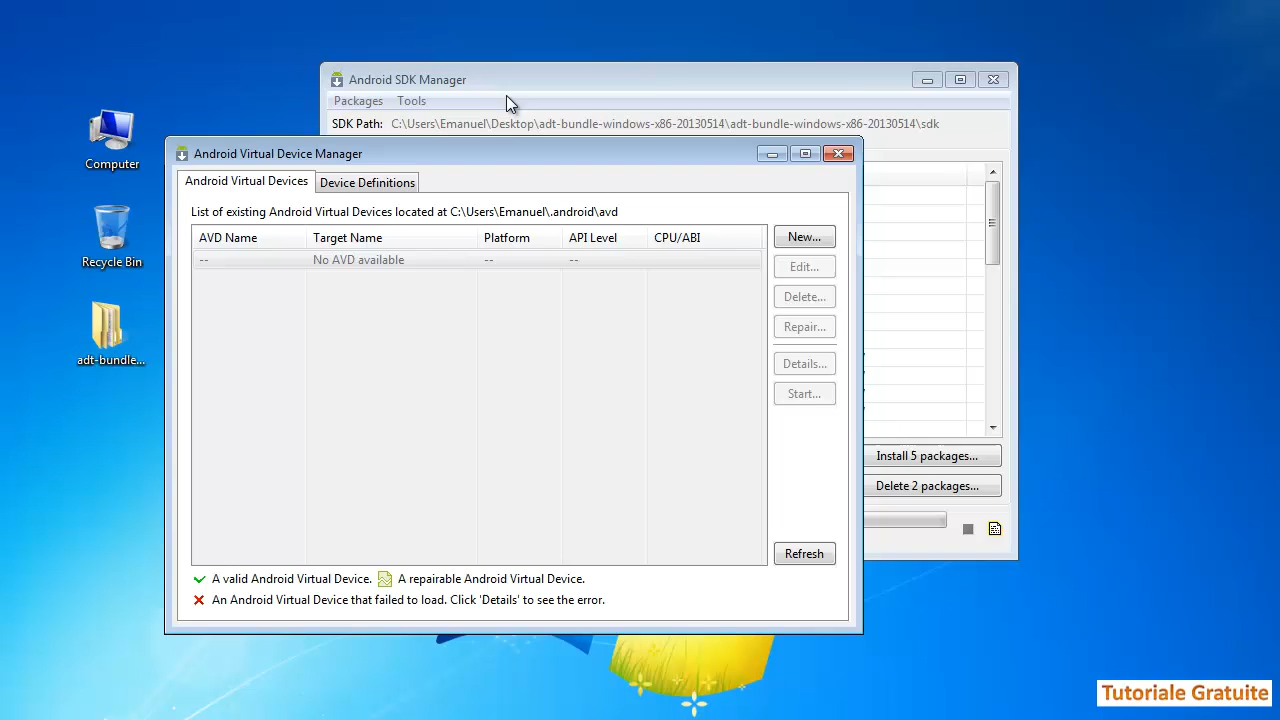 Android SDK Manager
Packages Tools
SDK Path: C:\Users\Emanuel\Desktop\adt-bundle-windows-x86-20130514\adt-bundle-windows-x86-20130514\sdk
Computer
Recycle Bin
adt-bundle...
Android Virtual Device Manager
Android Virtual Devices Device Definitions
List of existing Android Virtual Devices located at C:\Users\Emanuel\.android\avd
AVD Name Target Name Platform API Level CPU/ABI
-- No AVD available -- --
New...
Edit...
Delete...
Repair...
Details...
Start...
Refresh
A valid Android Virtual Device. A repairable Android Virtual Device.
An Android Virtual Device that failed to load. Click 'Details' to see the error.
Install 5 packages...
Delete 2 packages...
Tutoriale Gratuite